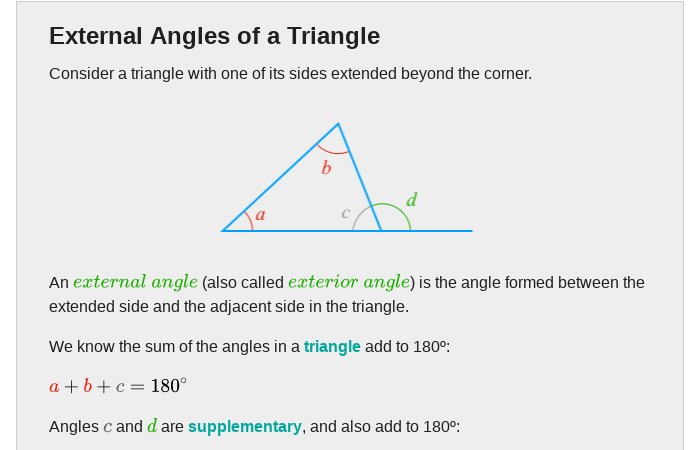 External Angles of a Triangle
Consider a triangle with one of its sides extended beyond the corner.
b
a
c
d
An external angle (also called exterior angle) is the angle formed between the
extended side and the adjacent side in the triangle.
We know the sum of the angles in a triangle add to 180º:
a + b + c = 180°
Angles c and d are supplementary, and also add to 180º: